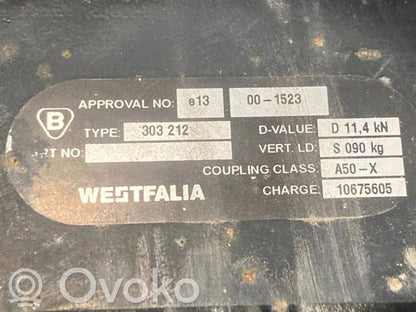 APPROVAL NO: e13 00-1523
B
TYPE: 303 212 D-VALUE: D 11,4 kN
RT NO: VERT. LD: S 090 kg
COUPLING CLASS: A50-X
WESTFALIA CHARGE: 10675605
Ovoko